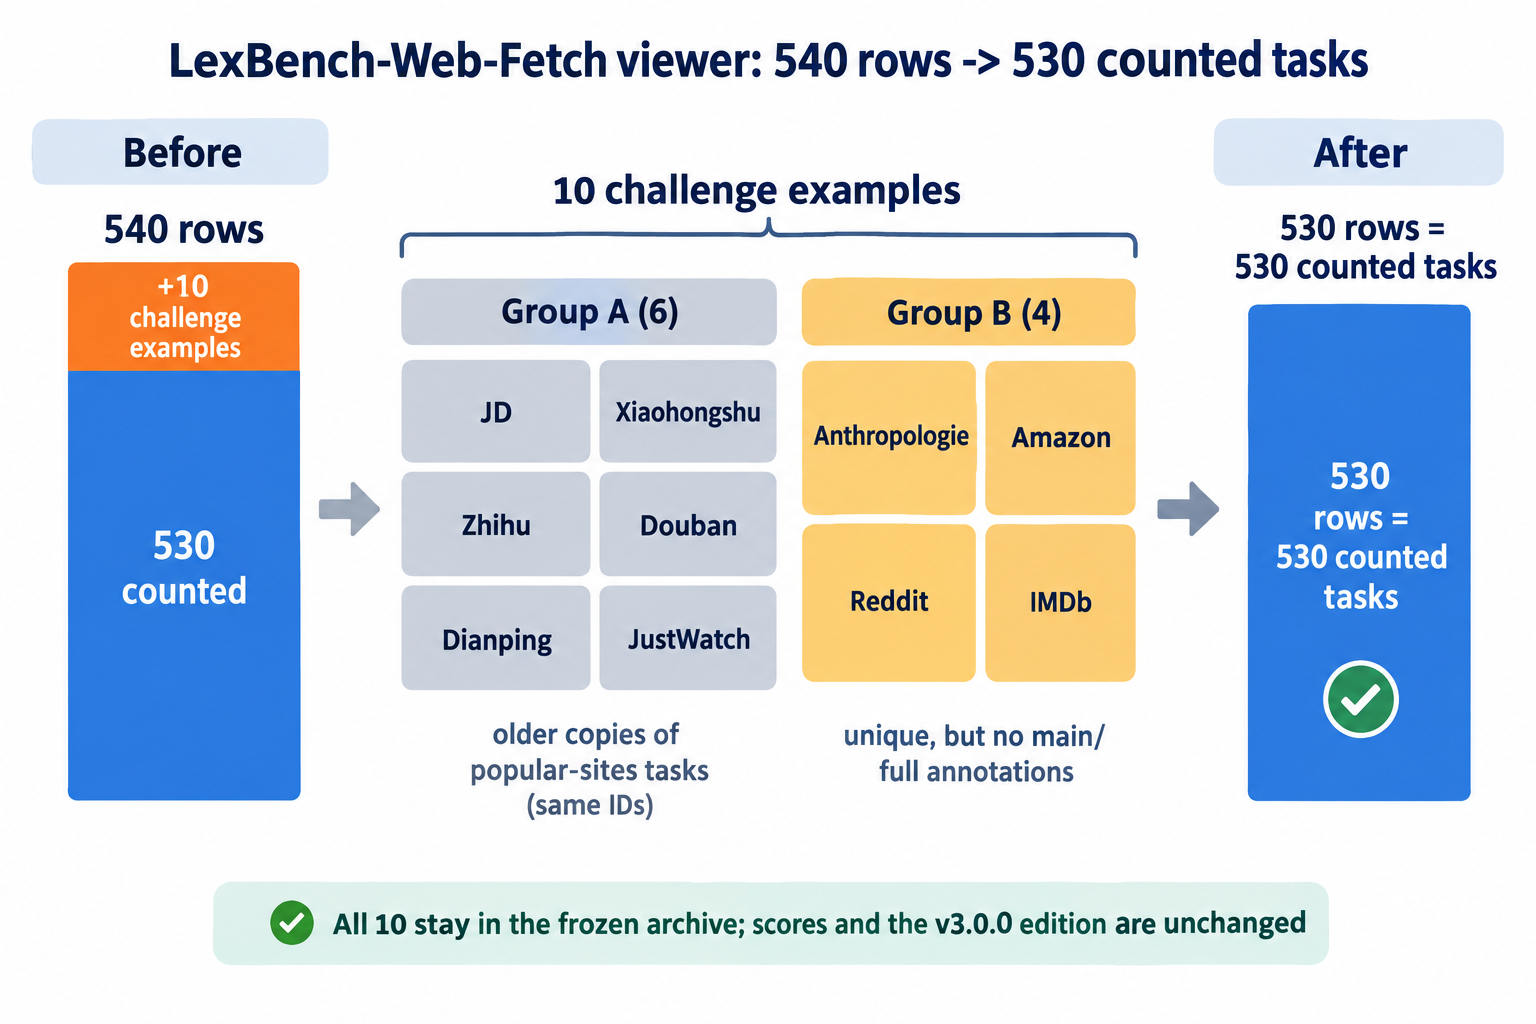 LexBench-Web-Fetch viewer: 540 rows -> 530 counted tasks
Before
540 rows
+10
challenge
examples
530
counted
10 challenge examples
Group A (6)
JD
Xiaohongshu
Zhihu
Douban
Dianping
JustWatch
older copies of
popular-sites tasks
(same IDs)
Group B (4)
Anthropologie
Amazon
Reddit
IMDb
unique, but no main/
full annotations
After
530 rows =
530 counted tasks
530
rows =
530 counted
tasks
All 10 stay in the frozen archive; scores and the v3.0.0 edition are unchanged